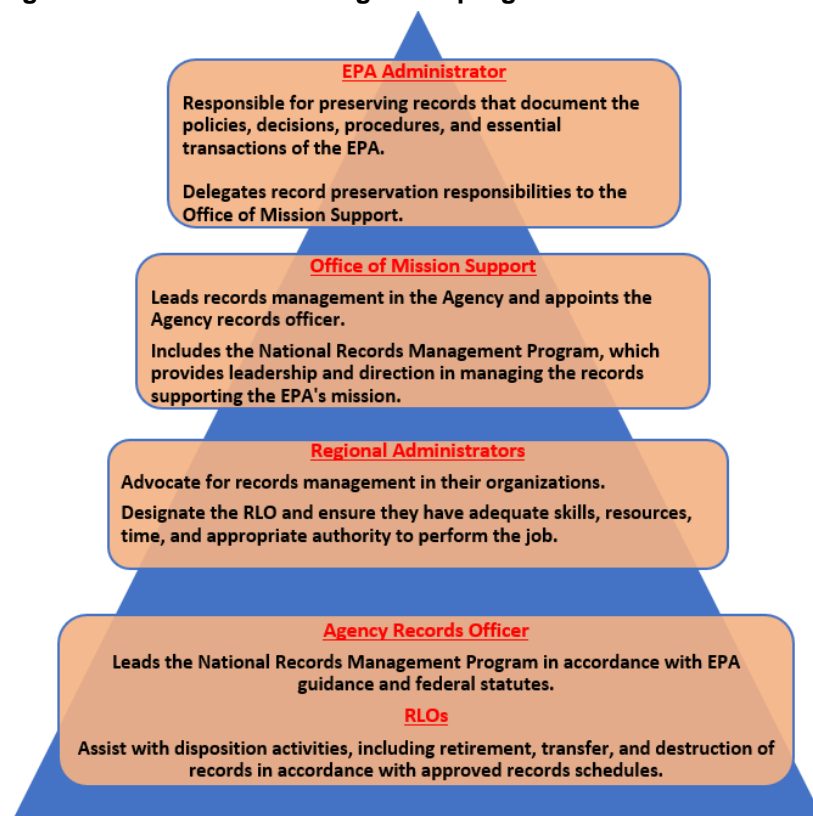 EPA Administrator
Responsible for preserving records that document the
policies, decisions, procedures, and essential
transactions of the EPA.
Delegates record preservation responsibilities to the
Office of Mission Support.
Office of Mission Support
Leads records management in the Agency and appoints the
Agency records officer.
Includes the National Records Management Program, which
provides leadership and direction in managing the records
supporting the EPA's mission.
Regional Administrators
Advocate for records management in their organizations.
Designate the RLO and ensure they have adequate skills, resources,
time, and appropriate authority to perform the job.
Agency Records Officer
Leads the National Records Management Program in accordance with EPA
guidance and federal statutes.
RLOs
Assist with disposition activities, including retirement, transfer, and destruction of
records in accordance with approved records schedules.